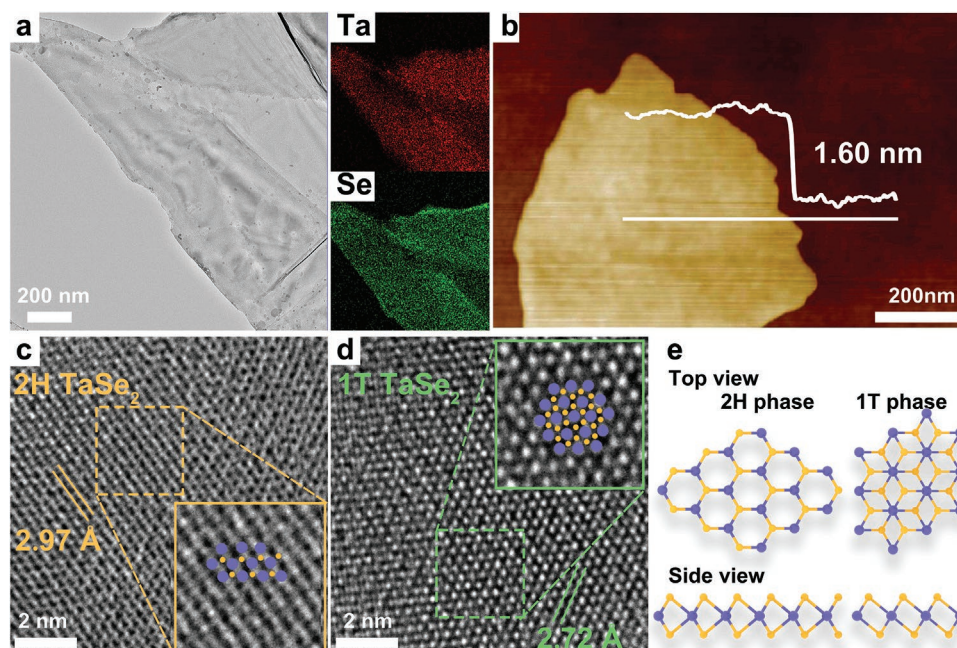 a
Ta
Se
200 nm
b
1.60 nm
200nm
c
2H TaSe₂
2.97 Å
2 nm
d
1T TaSe₂
2.72 Å
2 nm
e
Top view
2H phase
1T phase
Side view